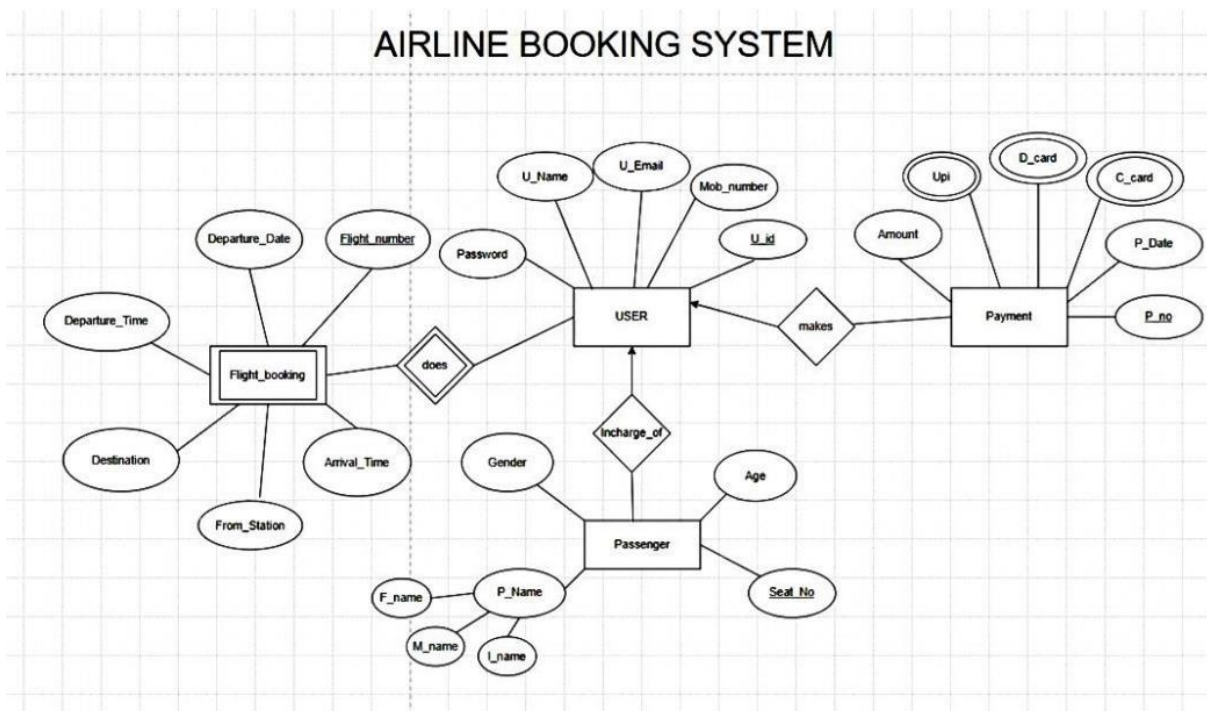 AIRLINE BOOKING SYSTEM
U_Name
U_Email
Mob_number
U_id
Password
USER
Upi
D_card
C_card
Amount
P_Date
P_no
Payment
makes
Departure_Date
Flight_number
Departure_Time
Flight_booking
does
Destination
Arrival_Time
From_Station
Incharge_of
Gender
Age
Passenger
Seat_No
P_Name
F_name
M_name
l_name